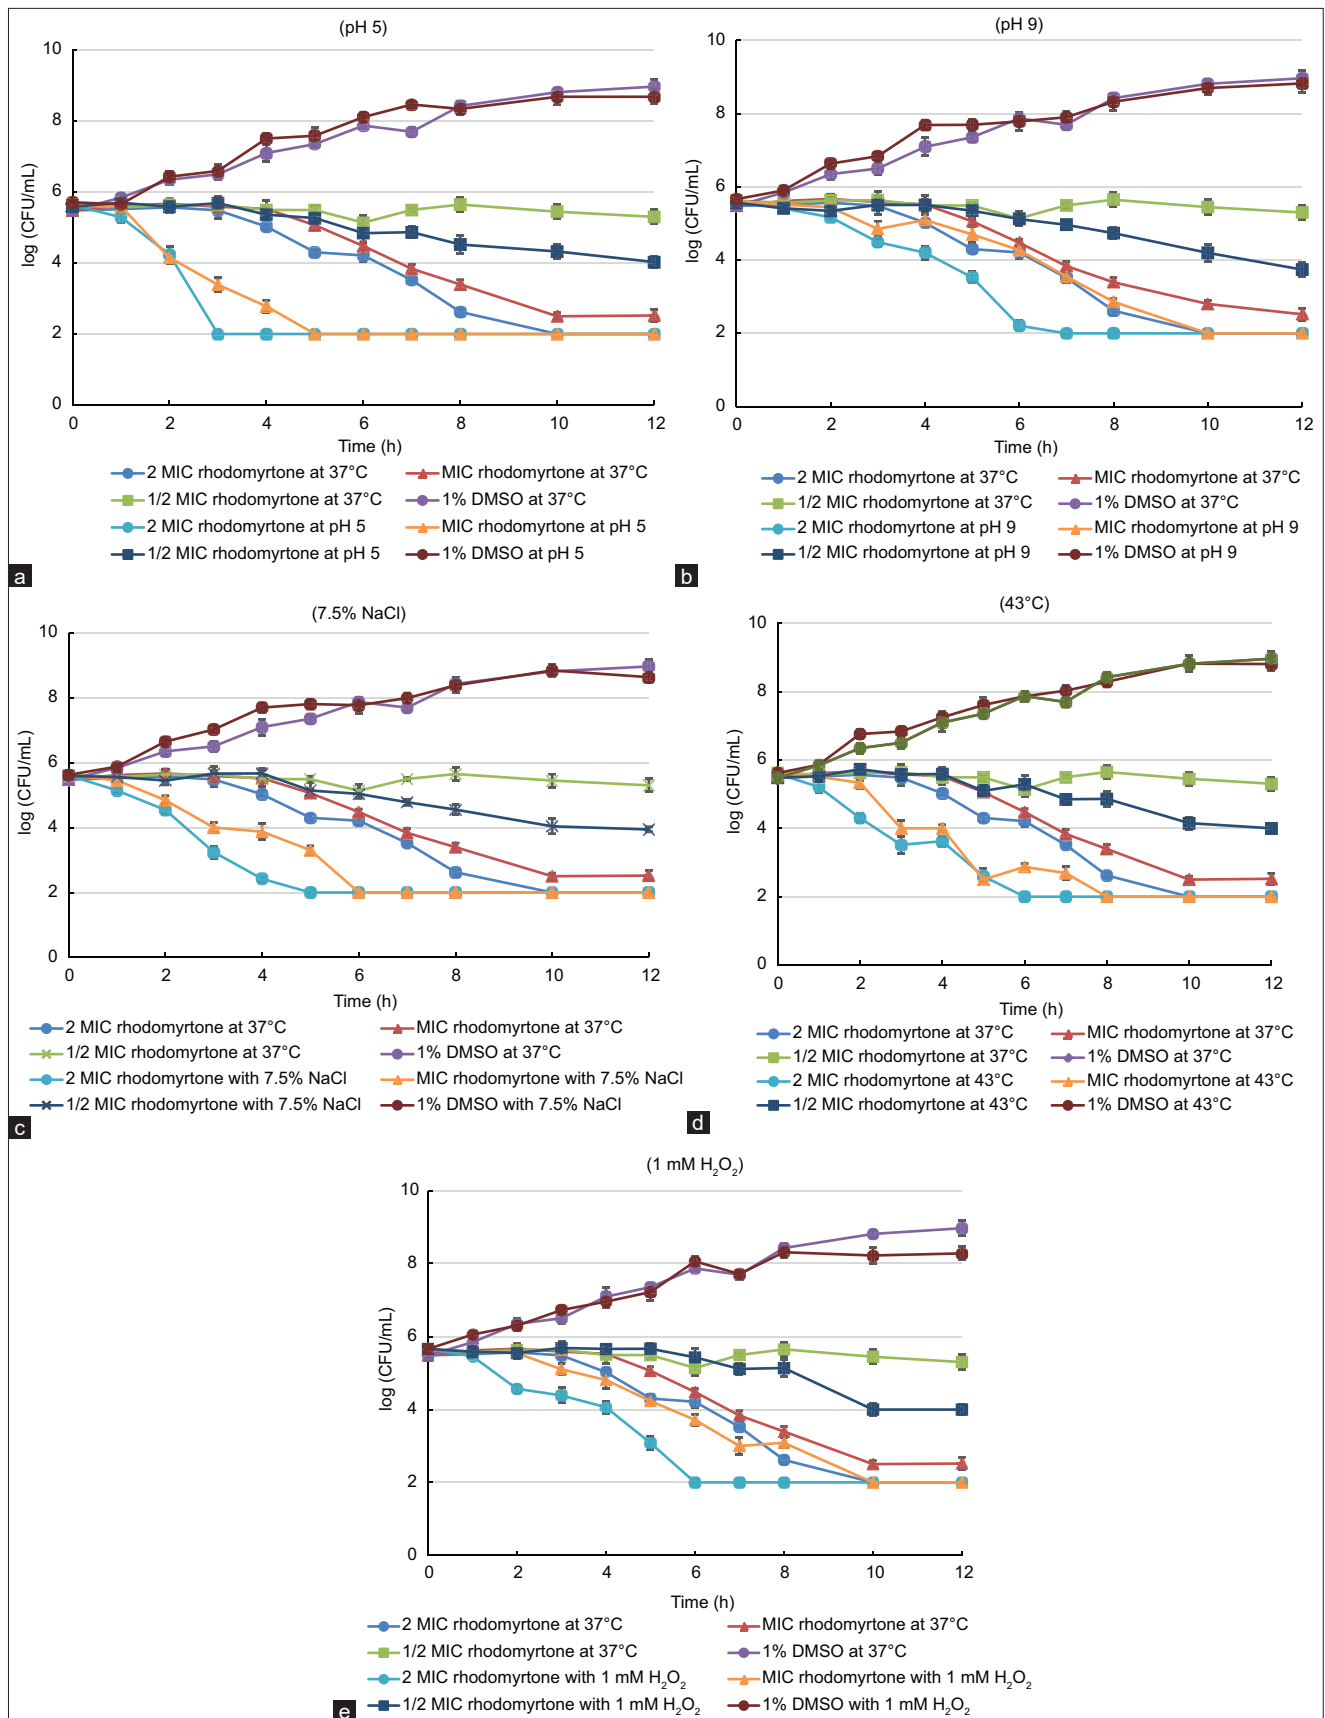 (pH 5)
10
8
6
4
2
0
log (CFU/mL)
0 2 4 6 8 10 12
Time (h)
2 MIC rhodomyrtone at 37°C MIC rhodomyrtone at 37°C
1/2 MIC rhodomyrtone at 37°C 1% DMSO at 37°C
2 MIC rhodomyrtone at pH 5 MIC rhodomyrtone at pH 5
1/2 MIC rhodomyrtone at pH 5 1% DMSO at pH 5
a
(pH 9)
10
8
6
4
2
0
log (CFU/mL)
0 2 4 6 8 10 12
Time (h)
2 MIC rhodomyrtone at 37°C MIC rhodomyrtone at 37°C
1/2 MIC rhodomyrtone at 37°C 1% DMSO at 37°C
2 MIC rhodomyrtone at pH 9 MIC rhodomyrtone at pH 9
1/2 MIC rhodomyrtone at pH 9 1% DMSO at pH 9
b
(7.5% NaCl)
10
8
6
4
2
0
log (CFU/mL)
0 2 4 6 8 10 12
Time (h)
2 MIC rhodomyrtone at 37°C MIC rhodomyrtone at 37°C
1/2 MIC rhodomyrtone at 37°C 1% DMSO at 37°C
2 MIC rhodomyrtone with 7.5% NaCl MIC rhodomyrtone with 7.5% NaCl
1/2 MIC rhodomyrtone with 7.5% NaCl 1% DMSO with 7.5% NaCl
c
(43°C)
10
8
6
4
2
0
log (CFU/mL)
0 2 4 6 8 10 12
Time (h)
2 MIC rhodomyrtone at 37°C MIC rhodomyrtone at 37°C
1/2 MIC rhodomyrtone at 37°C 1% DMSO at 37°C
2 MIC rhodomyrtone at 43°C MIC rhodomyrtone at 43°C
1/2 MIC rhodomyrtone at 43°C 1% DMSO at 43°C
d
(1 mM H₂O₂)
10
8
6
4
2
0
log (CFU/mL)
0 2 4 6 8 10 12
Time (h)
2 MIC rhodomyrtone at 37°C MIC rhodomyrtone at 37°C
1/2 MIC rhodomyrtone at 37°C 1% DMSO at 37°C
2 MIC rhodomyrtone with 1 mM H₂O₂ MIC rhodomyrtone with 1 mM H₂O₂
1/2 MIC rhodomyrtone with 1 mM H₂O₂ 1% DMSO with 1 mM H₂O₂
e